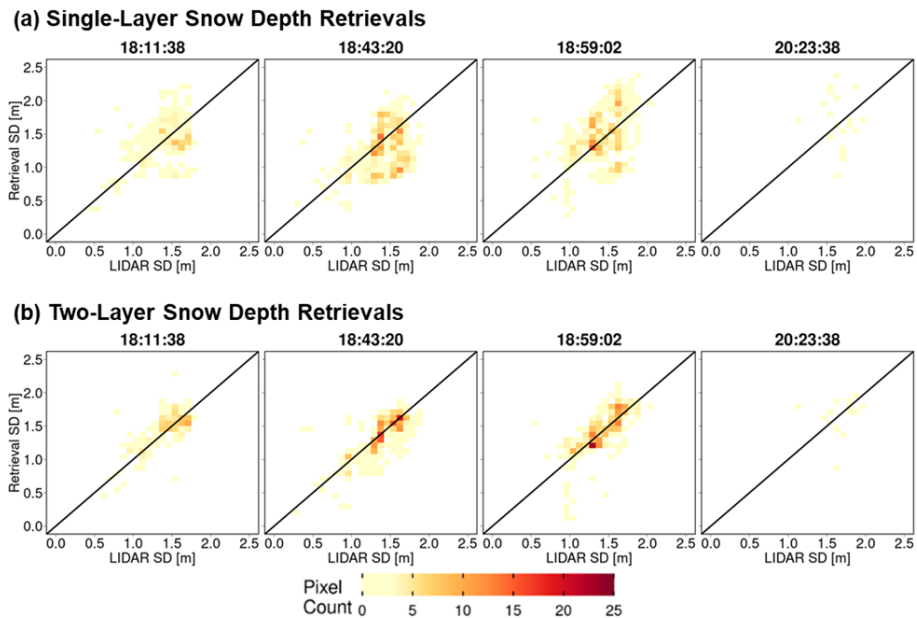 (a) Single-Layer Snow Depth Retrievals
18:11:38 18:43:20 18:59:02 20:23:38
2.5
2.0
1.5
1.0
0.5
0.0
Retrieval SD [m]
0.0 0.5 1.0 1.5 2.0 2.5 0.0 0.5 1.0 1.5 2.0 2.5 0.0 0.5 1.0 1.5 2.0 2.5 0.0 0.5 1.0 1.5 2.0 2.5
LIDAR SD [m] LIDAR SD [m] LIDAR SD [m] LIDAR SD [m]
(b) Two-Layer Snow Depth Retrievals
18:11:38 18:43:20 18:59:02 20:23:38
2.5
2.0
1.5
1.0
0.5
0.0
Retrieval SD [m]
0.0 0.5 1.0 1.5 2.0 2.5 0.0 0.5 1.0 1.5 2.0 2.5 0.0 0.5 1.0 1.5 2.0 2.5 0.0 0.5 1.0 1.5 2.0 2.5
LIDAR SD [m] LIDAR SD [m] LIDAR SD [m] LIDAR SD [m]
Pixel
Count 0 5 10 15 20 25